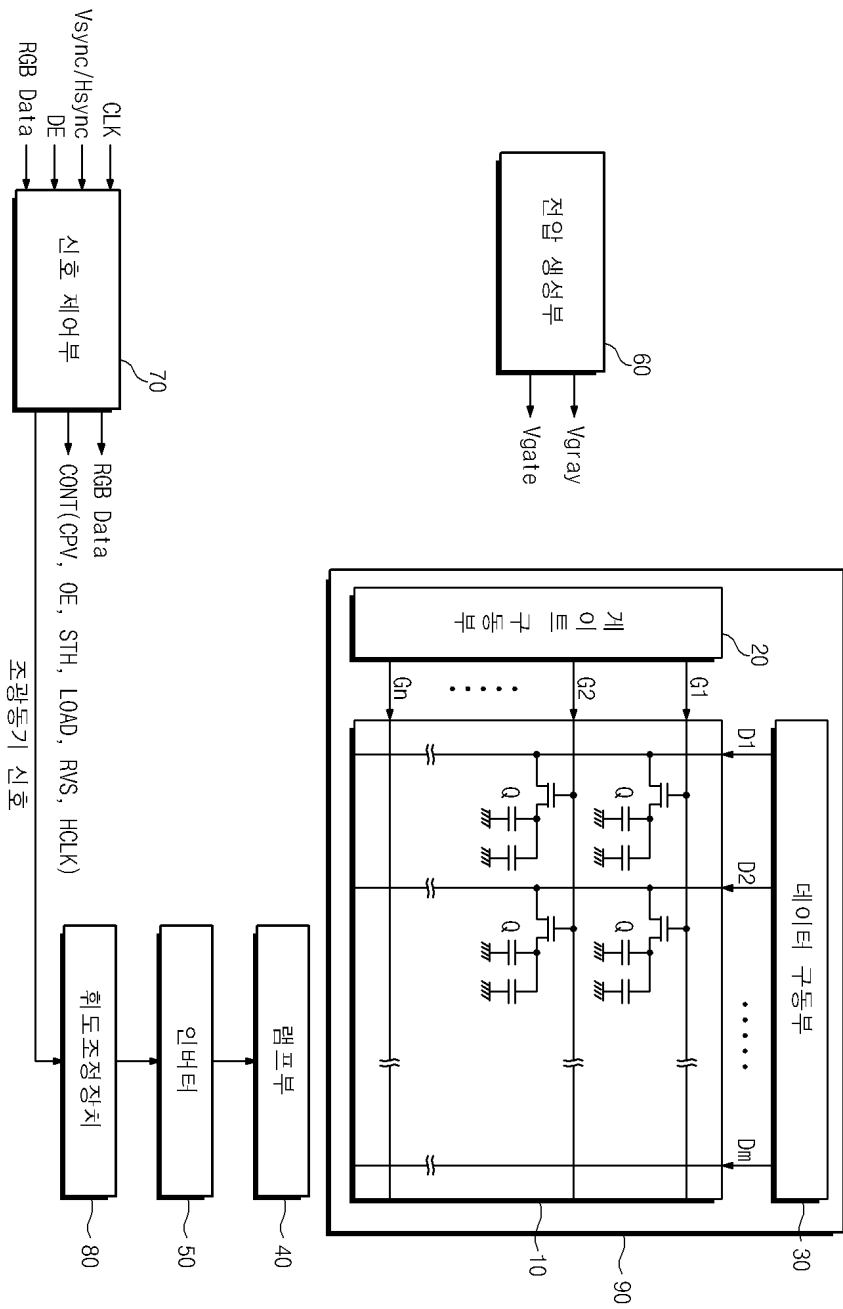 데이터 구동부
30
D1
D2
.....
Dm
게이트 구동부
20
G1
G2
.....
Gn
Q
Q
Q
Q
10
90
전압 생성부
60
Vgray
Vgate
램프부
40
인버터
50
휘도조정장치
80
CLK
Vsync/Hsync
DE
RGB Data
신호 제어부
70
RGB Data
CONT(CPV, OE, STH, LOAD, RVS, HCLK)
조광동기 신호